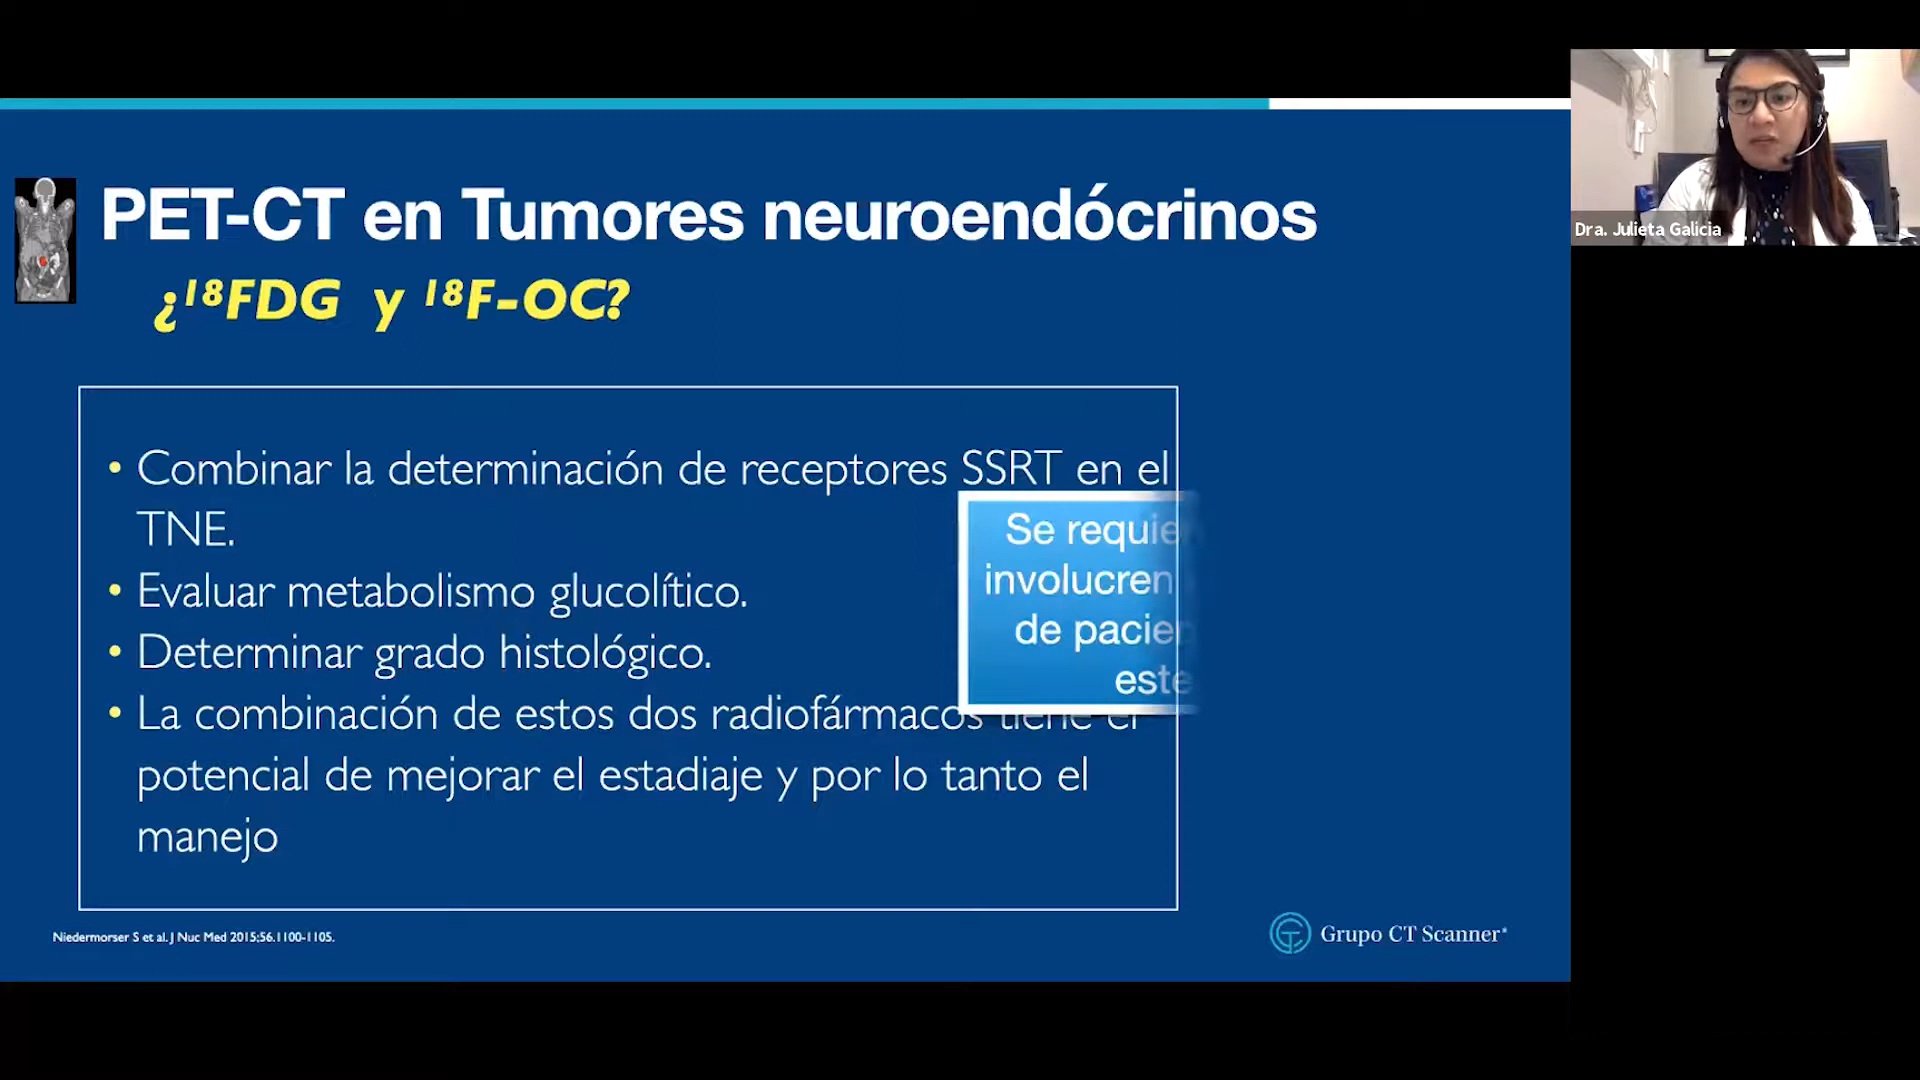 PET-CT en Tumores neuroendócrinos
¿¹⁸FDG y ¹⁸F-OC?
• Combinar la determinación de receptores SSRT en el
TNE.
• Evaluar metabolismo glucolítico.
• Determinar grado histológico.
• La combinación de estos dos radiofármacos tiene el
potencial de mejorar el estadiaje y por lo tanto el
manejo
Se
involucren
de
Niedermorser S et al. J Nuc Med 2015;56.1100-1105.
Grupo CT Scanner*
Dra. Julieta Galicia